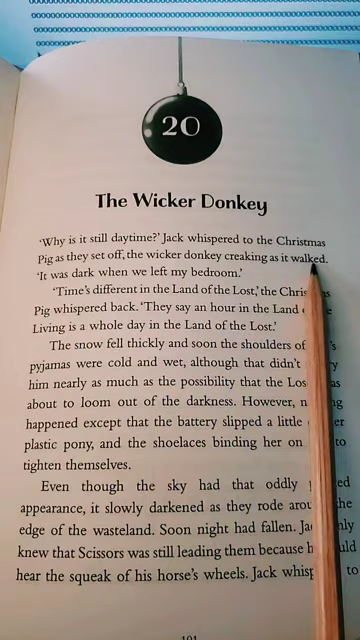 20
The Wicker Donkey
‘Why is it still daytime?’ Jack whispered to the Christmas
Pig as they set off, the wicker donkey creaking as it walked.
‘It was dark when we left my bedroom.’
‘Time’s different in the Land of the Lost,’ the
Pig whispered back. ‘They say an hour in the Land
Living is a whole day in the Land of the Lost.’
The snow fell thickly and soon the shoulders of
pyjamas were cold and wet, although that didn’t
him nearly as much as the possibility that the
about to loom out of the darkness. However,
happened except that the battery slipped a little
plastic pony, and the shoelaces binding her on to
tighten themselves.
Even though the sky had that oddly
appearance, it slowly darkened as they rode
edge of the wasteland. Soon night had fallen.
knew that Scissors was still leading them because
hear the squeak of his horse’s wheels. Jack to